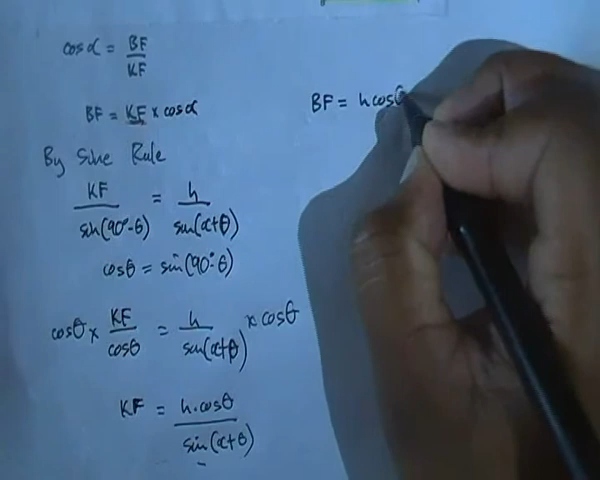 cos α = BF/KF
BF = KF × cos α
By Sine Rule
KF/sin(90°-θ) = h/sin(α+θ)
cosθ = sin(90°-θ)
cosθ × KF/cosθ = h/sin(α+θ) × cosθ
KF = h.cosθ/sin(α+θ)
BF = h cosθ